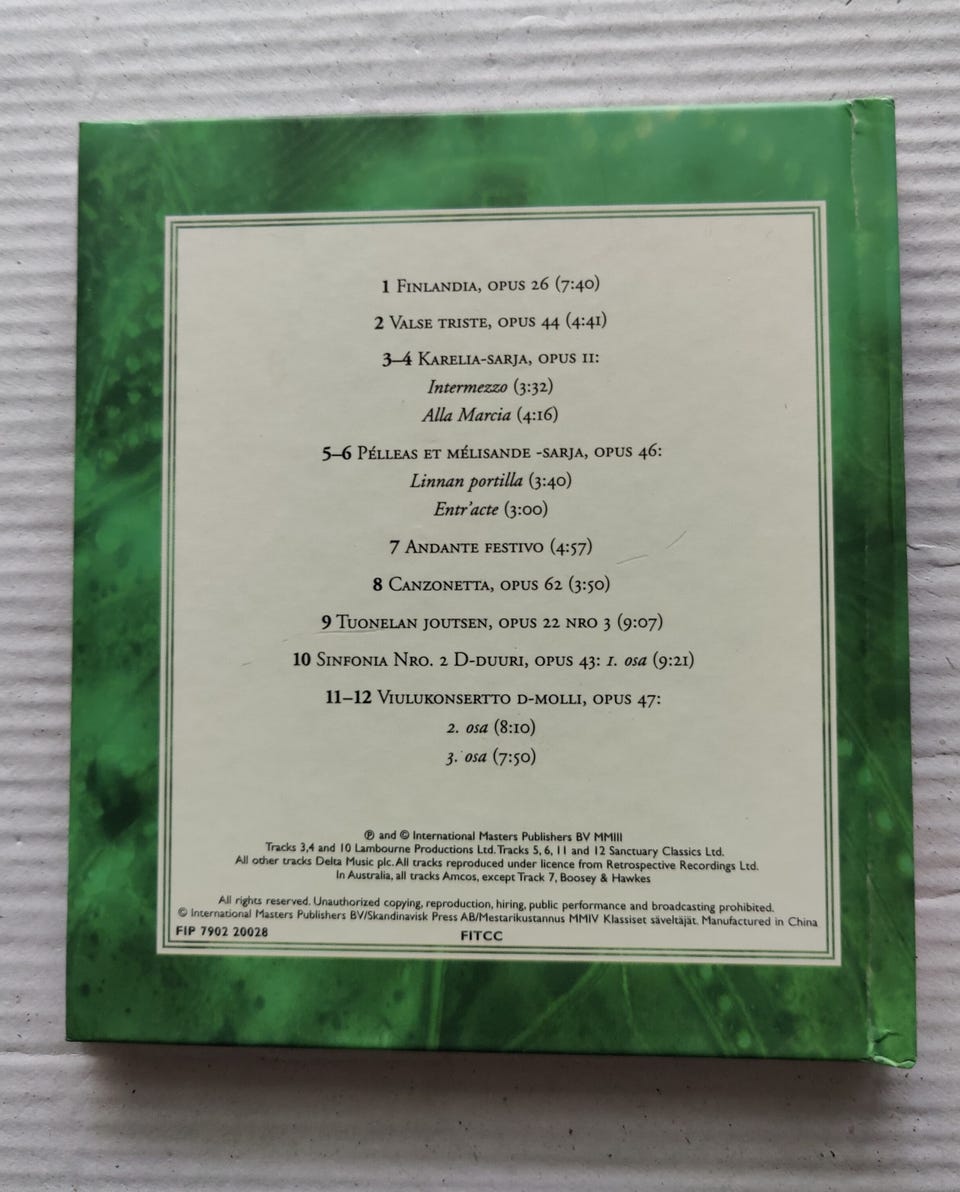 1 Finlandia, opus 26 (7:40)
2 Valse triste, opus 44 (4:41)
3–4 Karelia-sarja, opus 11:
Intermezzo (3:32)
Alla Marcia (4:16)
5–6 Pélleas et Mélisande -sarja, opus 46:
Linnan portilla (3:40)
Entr'acte (3:00)
7 Andante festivo (4:57)
8 Canzonetta, opus 62 (3:50)
9 Tuonelan joutsen, opus 22 nro 3 (9:07)
10 Sinfonia Nro. 2 D-duuri, opus 43: 1. osa (9:21)
11–12 Viulukonsertto d-molli, opus 47:
2. osa (8:10)
3. osa (7:50)
℗ and © International Masters Publishers BV MMIII
Tracks 3,4 and 10 Lambourne Productions Ltd. Tracks 5, 6, 11 and 12 Sanctuary Classics Ltd.
All other tracks Delta Music plc. All tracks reproduced under licence from Retrospective Recordings Ltd.
In Australia, all tracks Amcos, except Track 7, Boosey & Hawkes
All rights reserved. Unauthorized copying, reproduction, hiring, public performance and broadcasting prohibited.
© International Masters Publishers BV/Skandinavisk Press AB/Mestarikustannus MMIV Klassiset säveltäjät. Manufactured in China
FIP 7902 20028 FITCC